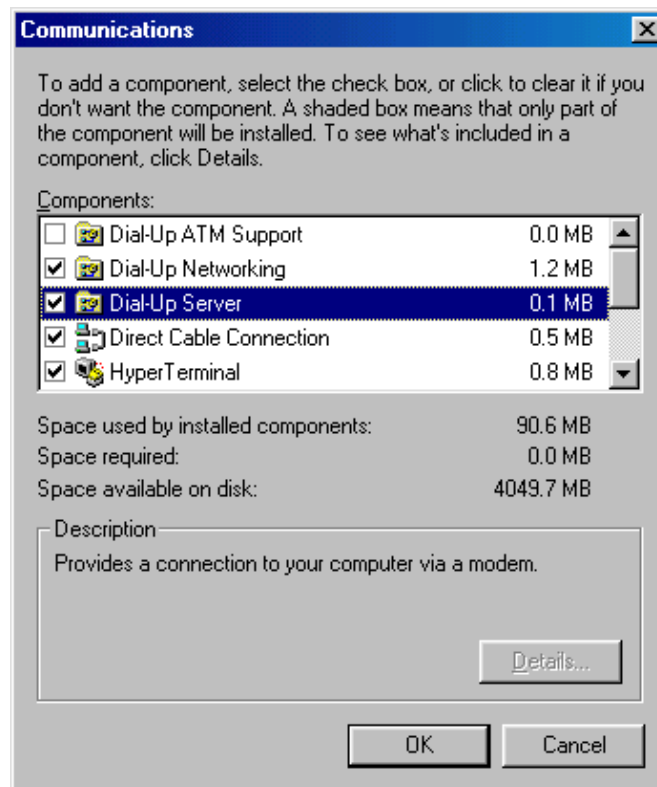 Communications
To add a component, select the check box, or click to clear it if you
don't want the component. A shaded box means that only part of
the component will be installed. To see what's included in a
component, click Details.
Components:
Dial-Up ATM Support 0.0 MB
Dial-Up Networking 1.2 MB
Dial-Up Server 0.1 MB
Direct Cable Connection 0.5 MB
HyperTerminal 0.8 MB
Space used by installed components: 90.6 MB
Space required: 0.0 MB
Space available on disk: 4049.7 MB
Description
Provides a connection to your computer via a modem.
Details...
OK Cancel